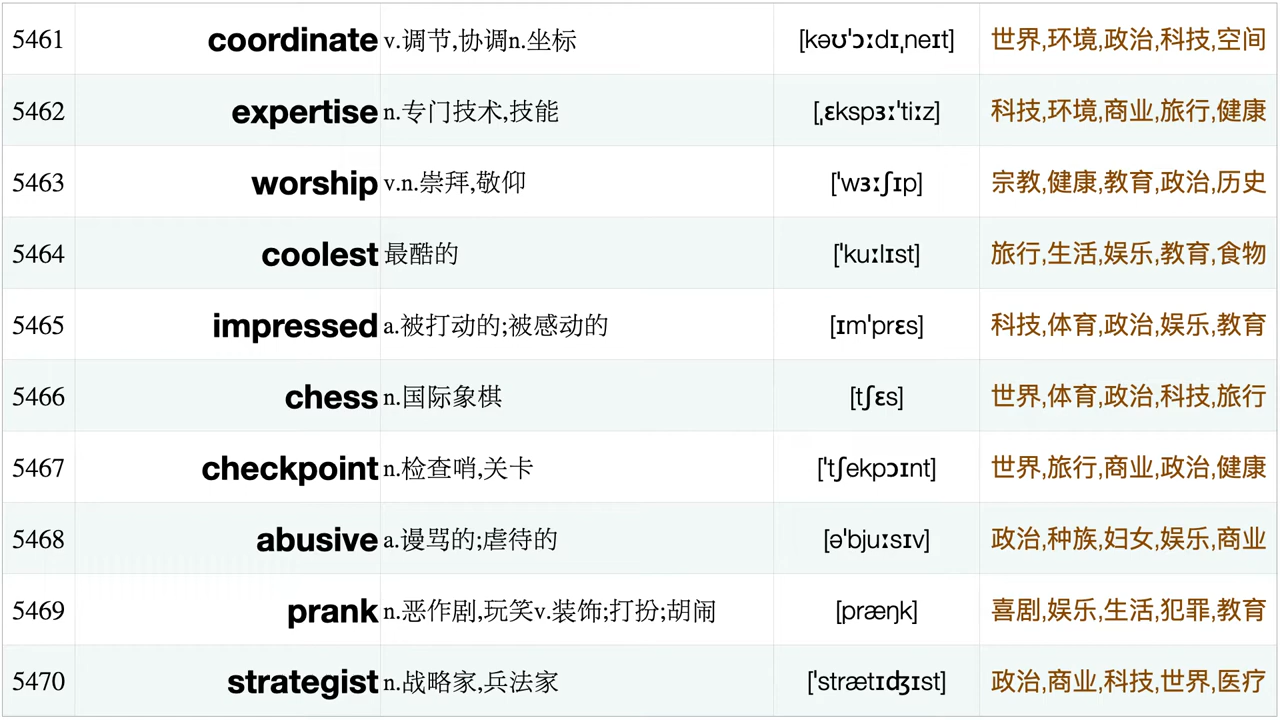 5461 coordinate v.调节,协调n.坐标 [kəʊˈɔːdɪˌneɪt] 世界,环境,政治,科技,空间
5462 expertise n.专门技术,技能 [ˌɛkspɜːˈtiːz] 科技,环境,商业,旅行,健康
5463 worship v.n.崇拜,敬仰 [ˈwɜːʃɪp] 宗教,健康,教育,政治,历史
5464 coolest 最酷的 [ˈkuːlɪst] 旅行,生活,娱乐,教育,食物
5465 impressed a.被打动的;被感动的 [ɪmˈprɛs] 科技,体育,政治,娱乐,教育
5466 chess n.国际象棋 [tʃɛs] 世界,体育,政治,科技,旅行
5467 checkpoint n.检查哨,关卡 [ˈtʃekpɔɪnt] 世界,旅行,商业,政治,健康
5468 abusive a.谩骂的;虐待的 [əˈbjuːsɪv] 政治,种族,妇女,娱乐,商业
5469 prank n.恶作剧,玩笑v.装饰;打扮;胡闹 [præŋk] 喜剧,娱乐,生活,犯罪,教育
5470 strategist n.战略家,兵法家 [ˈstrætɪʤɪst] 政治,商业,科技,世界,医疗